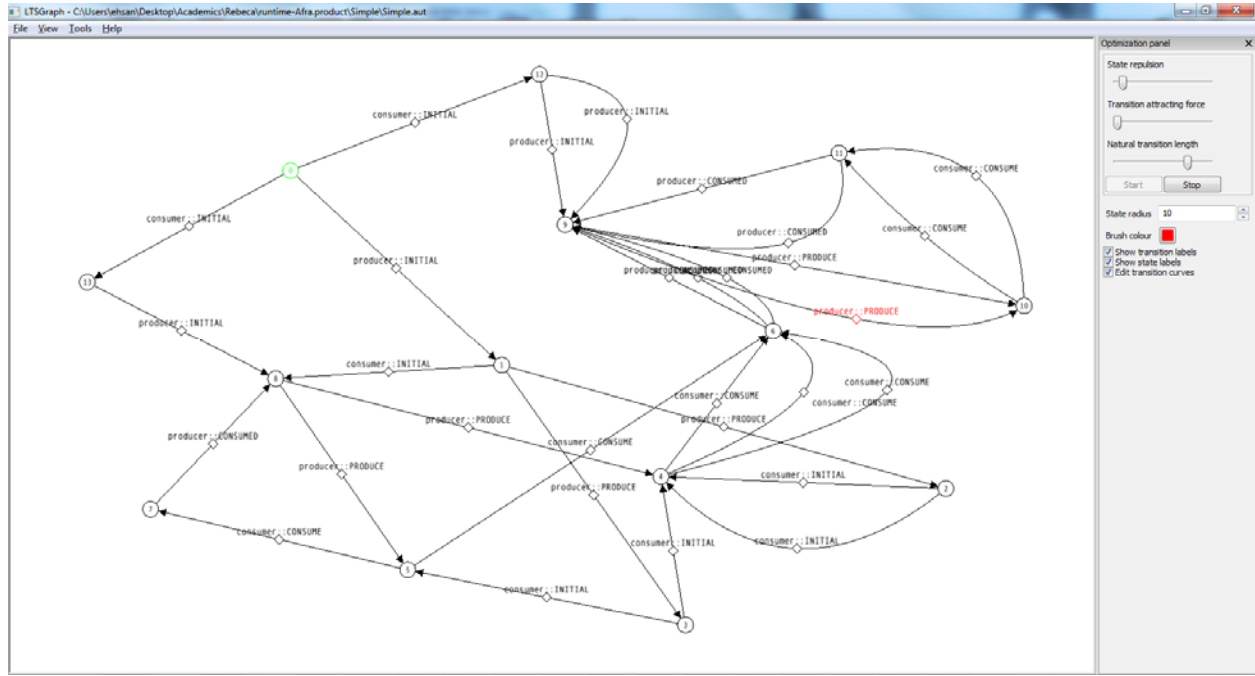 LTSGraph - C:\Users\ehsan\Desktop\Academics\Rebeca\runtime-Afra.product\Simple\Simple.aut
File View Tools Help
Optimization panel
State repulsion
Transition attracting force
Natural transition length
Start Stop
State radius 10
Brush colour
Show transition labels
Show state labels
Edit transition curves
12
consumer::INITIAL
producer::INITIAL
producer::INITIAL
11
consumer::CONSUME
0
producer::CONSUMED
consumer::INITIAL
9
producer::CONSUMED
consumer::CONSUME
producer::INITIAL
producer::PRODUCE
13
10
producer::PRODUCE
producer::INITIAL
6
1
consumer::INITIAL
8
consumer::CONSUME
consumer::CONSUME
consumer::CONSUME
producer::PRODUCE
producer::PRODUCE
producer::CONSUMED
consumer::CONSUME
producer::PRODUCE
4
consumer::INITIAL
2
producer::PRODUCE
7
consumer::CONSUME
consumer::INITIAL
consumer::INITIAL
5
consumer::INITIAL
3